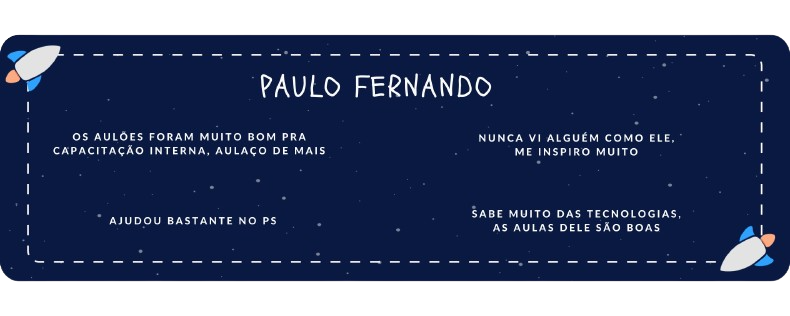 PAULO FERNANDO
OS AULÕES FORAM MUITO BOM PRA
CAPACITAÇÃO INTERNA, AULAÇO DE MAIS
NUNCA VI ALGUÉM COMO ELE,
ME INSPIRO MUITO
AJUDOU BASTANTE NO PS
SABE MUITO DAS TECNOLOGIAS,
AS AULAS DELE SÃO BOAS